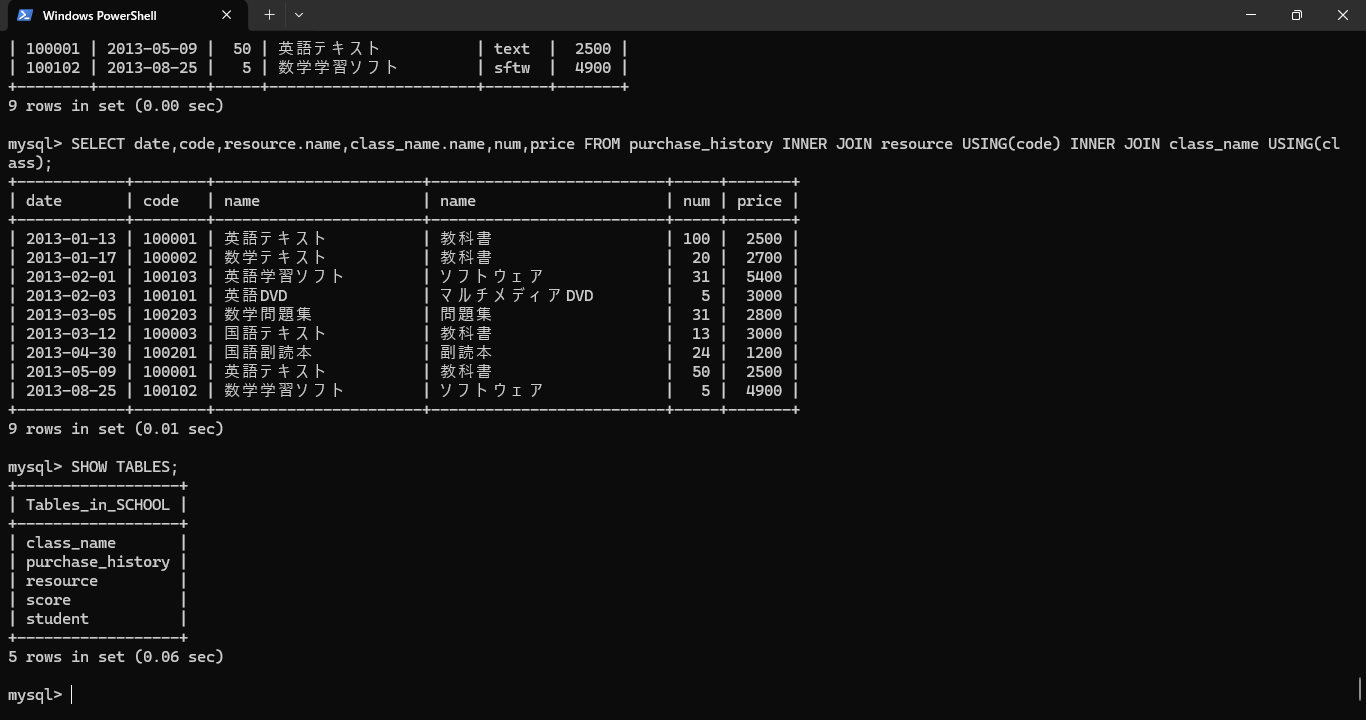 Windows PowerShell
| 100001 | 2013-05-09 |  50 | 英語テキスト           | text  |  2500 |
| 100102 | 2013-08-25 |   5 | 数学学習ソフト         | sftw  |  4900 |
+--------+------------+-----+-----------------------+-------+-------+
9 rows in set (0.00 sec)
mysql> SELECT date,code,resource.name,class_name.name,num,price FROM purchase_history INNER JOIN resource USING(code) INNER JOIN class_name USING(cl
ass);
+------------+--------+-----------------------+--------------------------+-----+-------+
| date       | code   | name                  | name                     | num | price |
+------------+--------+-----------------------+--------------------------+-----+-------+
| 2013-01-13 | 100001 | 英語テキスト           | 教科書                    | 100 |  2500 |
| 2013-01-17 | 100002 | 数学テキスト           | 教科書                    |  20 |  2700 |
| 2013-02-01 | 100103 | 英語学習ソフト         | ソフトウェア              |  31 |  5400 |
| 2013-02-03 | 100101 | 英語DVD               | マルチメディアDVD         |   5 |  3000 |
| 2013-03-05 | 100203 | 数学問題集             | 問題集                    |  31 |  2800 |
| 2013-03-12 | 100003 | 国語テキスト           | 教科書                    |  13 |  3000 |
| 2013-04-30 | 100201 | 国語副読本             | 副読本                    |  24 |  1200 |
| 2013-05-09 | 100001 | 英語テキスト           | 教科書                    |  50 |  2500 |
| 2013-08-25 | 100102 | 数学学習ソフト         | ソフトウェア              |   5 |  4900 |
+------------+--------+-----------------------+--------------------------+-----+-------+
9 rows in set (0.01 sec)
mysql> SHOW TABLES;
+------------------+
| Tables_in_SCHOOL |
+------------------+
| class_name       |
| purchase_history |
| resource         |
| score            |
| student          |
+------------------+
5 rows in set (0.06 sec)
mysql>